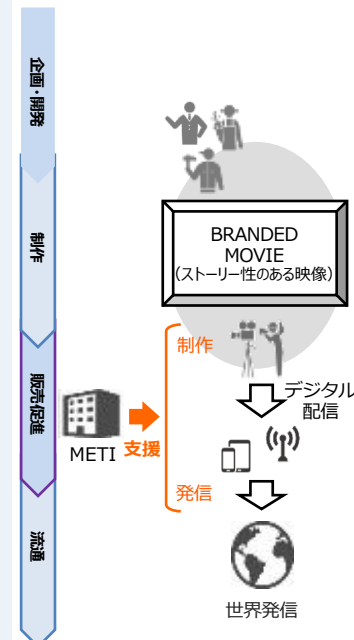 企画・開発
制作
販売促進
流通
BRANDED
MOVIE
（ストーリー性のある映像）
制作
デジタル
配信
METI
支援
発信
世界発信